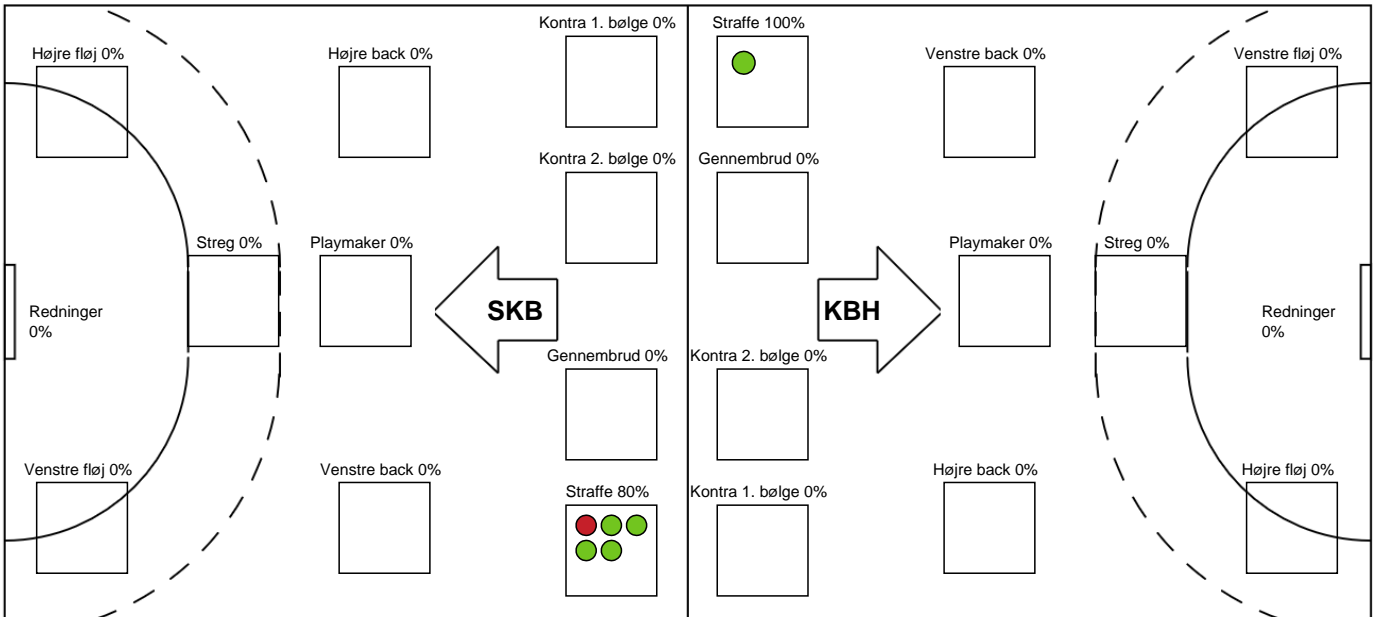 Kontra 1. bølge 0%
Straffe 100%
Højre fløj 0%
Højre back 0%
Venstre back 0%
Venstre fløj 0%
Kontra 2. bølge 0%
Gennembrud 0%
Streg 0%
Playmaker 0%
Playmaker 0%
Streg 0%
SKB
KBH
Redninger
0%
Redninger
0%
Gennembrud 0%
Kontra 2. bølge 0%
Venstre fløj 0%
Venstre back 0%
Højre back 0%
Højre fløj 0%
Straffe 80%
Kontra 1. bølge 0%